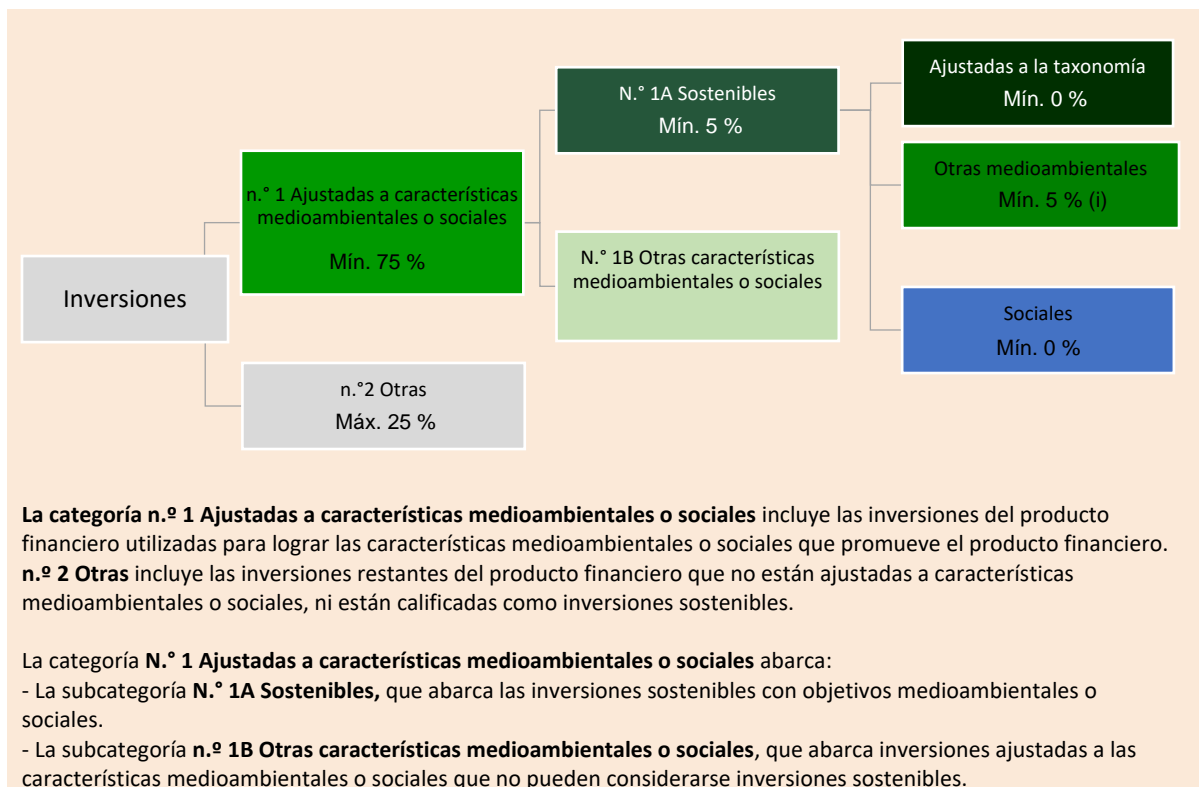 Inversiones
n.° 1 Ajustadas a características
medioambientales o sociales
Mín. 75 %
n.°2 Otras
Máx. 25 %
N.° 1A Sostenibles
Mín. 5 %
N.° 1B Otras características
medioambientales o sociales
Ajustadas a la taxonomía
Mín. 0 %
Otras medioambientales
Mín. 5 % (i)
Sociales
Mín. 0 %
La categoría n.º 1 Ajustadas a características medioambientales o sociales incluye las inversiones del producto
financiero utilizadas para lograr las características medioambientales o sociales que promueve el producto financiero.
n.º 2 Otras incluye las inversiones restantes del producto financiero que no están ajustadas a características
medioambientales o sociales, ni están calificadas como inversiones sostenibles.
La categoría N.° 1 Ajustadas a características medioambientales o sociales abarca:
- La subcategoría N.° 1A Sostenibles, que abarca las inversiones sostenibles con objetivos medioambientales o
sociales.
- La subcategoría n.º 1B Otras características medioambientales o sociales, que abarca inversiones ajustadas a las
características medioambientales o sociales que no pueden considerarse inversiones sostenibles.